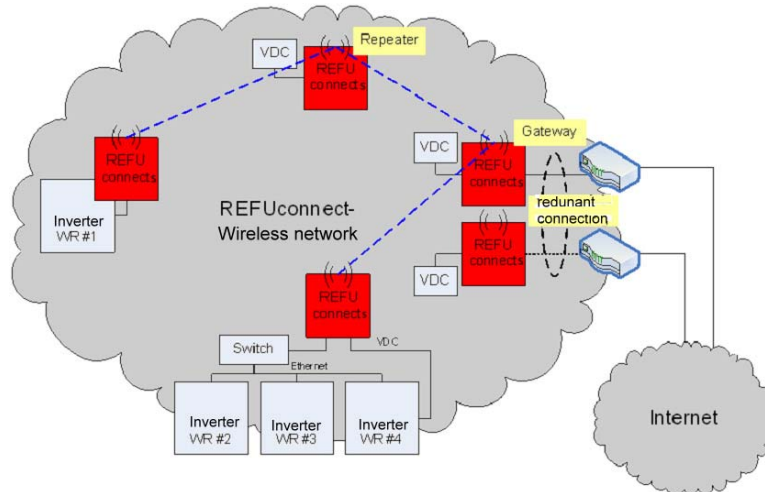 Repeater
VDC
REFU
connects
REFU
connects
Inverter
WR #1
Gateway
VDC
REFU
connects
redunant
connection
REFUconnect-
Wireless network
REFU
connects
VDC
REFU
connects
Switch
VDC
Ethernet
Inverter
WR #2
Inverter
WR #3
Inverter
WR #4
Internet